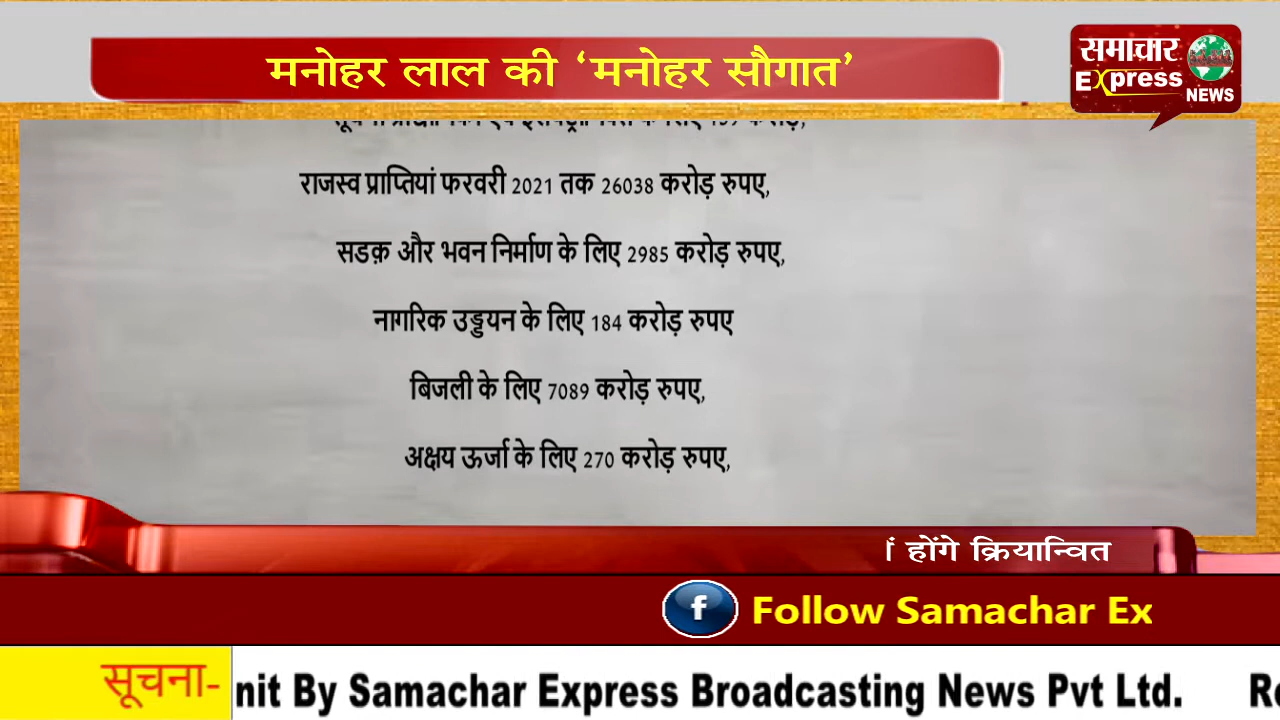 मनोहर लाल की ‘मनोहर सौगात’
समाचार
Express
NEWS
राजस्व प्राप्तियां फरवरी 2021 तक 26038 करोड़ रुपए,
सडक़ और भवन निर्माण के लिए 2985 करोड़ रुपए,
नागरिक उड्डयन के लिए 184 करोड़ रुपए
बिजली के लिए 7089 करोड़ रुपए,
अक्षय ऊर्जा के लिए 270 करोड़ रुपए,
होंगे क्रियान्वित
f Follow Samachar Ex
सूचना- nit By Samachar Express Broadcasting News Pvt Ltd.